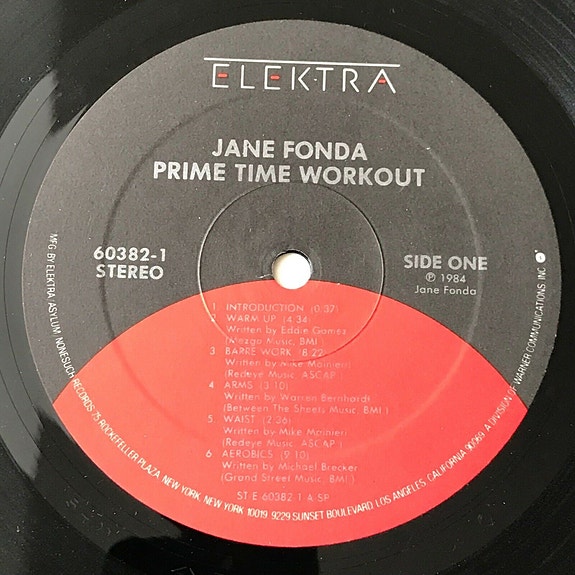 ELEKTRA
JANE FONDA
PRIME TIME WORKOUT
60382-1
STEREO
SIDE ONE
℗ 1984
Jane Fonda
1. INTRODUCTION (0:37)
2. WARM UP (4:34)
Written by Eddie Gomez
(Mezgo Music, BMI)
3. BARRE WORK (8:22)
Written by Mike Mainieri
(Redeye Music, ASCAP)
4. ARMS (3:10)
Written by Warren Bernhardt
(Between The Sheets Music, BMI)
5. WAIST (2:36)
Written by Mike Mainieri
(Redeye Music, ASCAP)
6. AEROBICS (2:10)
Written by Michael Brecker
(Grand Street Music, BMI)
ST E-60382 1 A SP
MFG. BY ELEKTRA/ASYLUM/NONESUCH RECORDS 75 ROCKEFELLER PLAZA, NEW YORK, NEW YORK 10019. 9229 SUNSET BOULEVARD, LOS ANGELES, CALIFORNIA 90069. A DIVISION OF WARNER COMMUNICATIONS, INC.